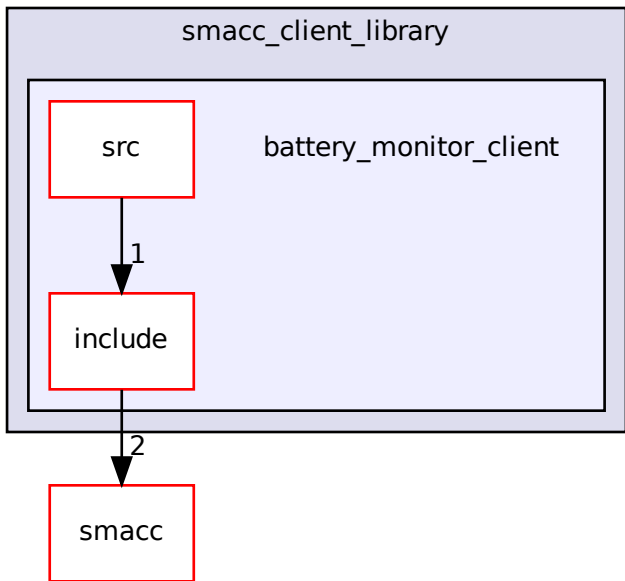 smacc_client_library
src
battery_monitor_client
1
include
2
smacc